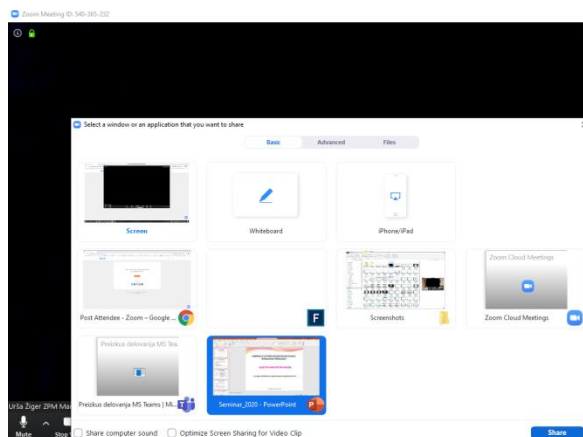 Zoom Meeting ID: 540-365-232
Select a window or an application that you want to share
Basic Advanced Files
Screen
Whiteboard
iPhone/iPad
Post Attendee - Zoom – Google ...
F
Screenshots
Zoom Cloud Meetings
Zoom Cloud Meetings
Preizkus delovanja MS Tea
Preizkus delovanja MS Teams | Mi...
Seminar_2020 - PowerPoint
Urša Žiger ZPM Mar
Mute
Stop
Share computer sound
Optimize Screen Sharing for Video Clip
Share